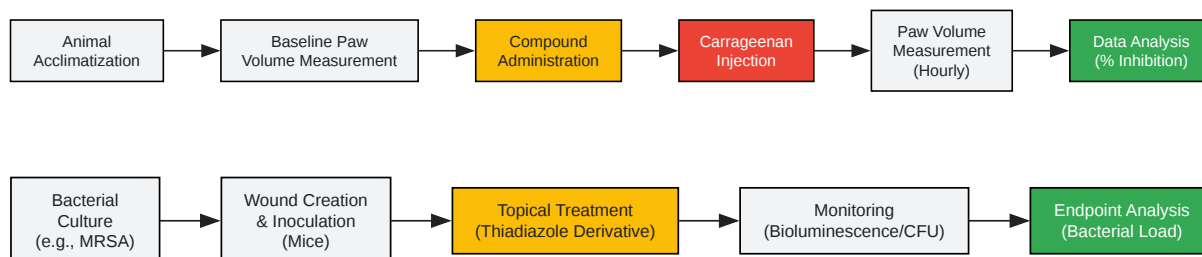 Animal
Acclimatization
Baseline Paw
Volume Measurement
Compound
Administration
Carrageenan
Injection
Paw Volume
Measurement
(Hourly)
Data Analysis
(% Inhibition)
Bacterial
Culture
(e.g., MRSA)
Wound Creation
& Inoculation
(Mice)
Topical Treatment
(Thiadiazole Derivative)
Monitoring
(Bioluminescence/CFU)
Endpoint Analysis
(Bacterial Load)